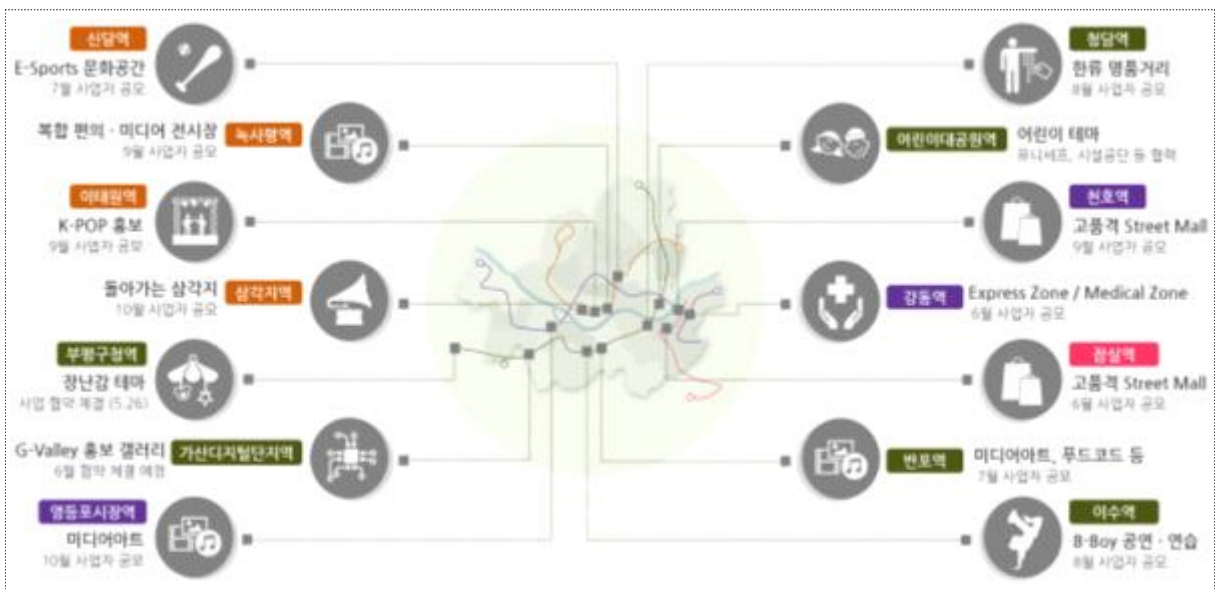 신당역
E-Sports 문화공간
7월 사업자 공모
복합 편의 · 미디어 전시장
녹사평역
9월 사업자 공모
이태원역
K-POP 홍보
9월 사업자 공모
돌아가는 삼각지
삼각지역
10월 사업자 공모
부평구청역
장난감 테마
사업 협약 체결 (5.26)
G-Valley 홍보 갤러리
가산디지털단지역
6월 협약 체결 예정
영등포시장역
미디어아트
10월 사업자 공모
청담역
한류 명품거리
8월 사업자 공모
어린이대공원역
어린이 테마
유니세프, 시설공단 등 협력
천호역
고품격 Street Mall
9월 사업자 공모
강동역
Express Zone / Medical Zone
6월 사업자 공모
잠실역
고품격 Street Mall
6월 사업자 공모
반포역
미디어아트, 푸드코드 등
7월 사업자 공모
이수역
B-Boy 공연 · 연습
8월 사업자 공모